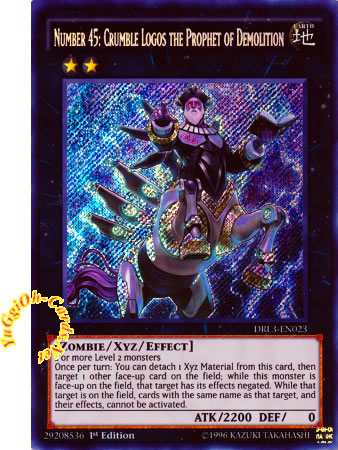 Number 45: Crumble Logos the Prophet of Demolition
EARTH
地
DRL3-EN023
ZOMBIE/XYZ/EFFECT]
or more Level 2 monsters
Once per turn: You can detach 1 Xyz Material from this card, then
target 1 other face-up card on the field; while this monster is
face-up on the field, that target has its effects negated. While that
target is on the field, cards with the same name as that target, and
their effects, cannot be activated.
ATK/2200 DEF/ 0
29208536 1st Edition ©1996 KAZUKI TAKAHASHI